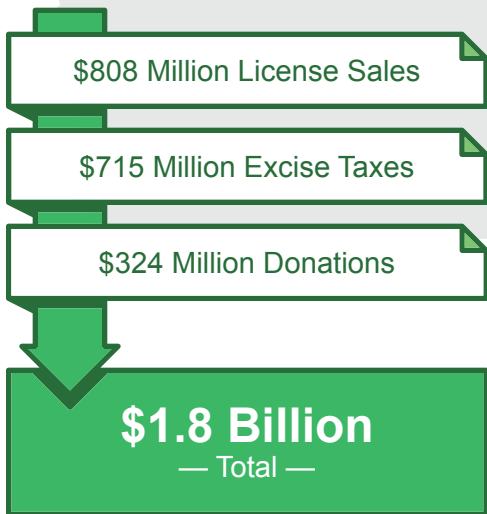 $808 Million License Sales
$715 Million Excise Taxes
$324 Million Donations
$1.8 Billion
— Total —